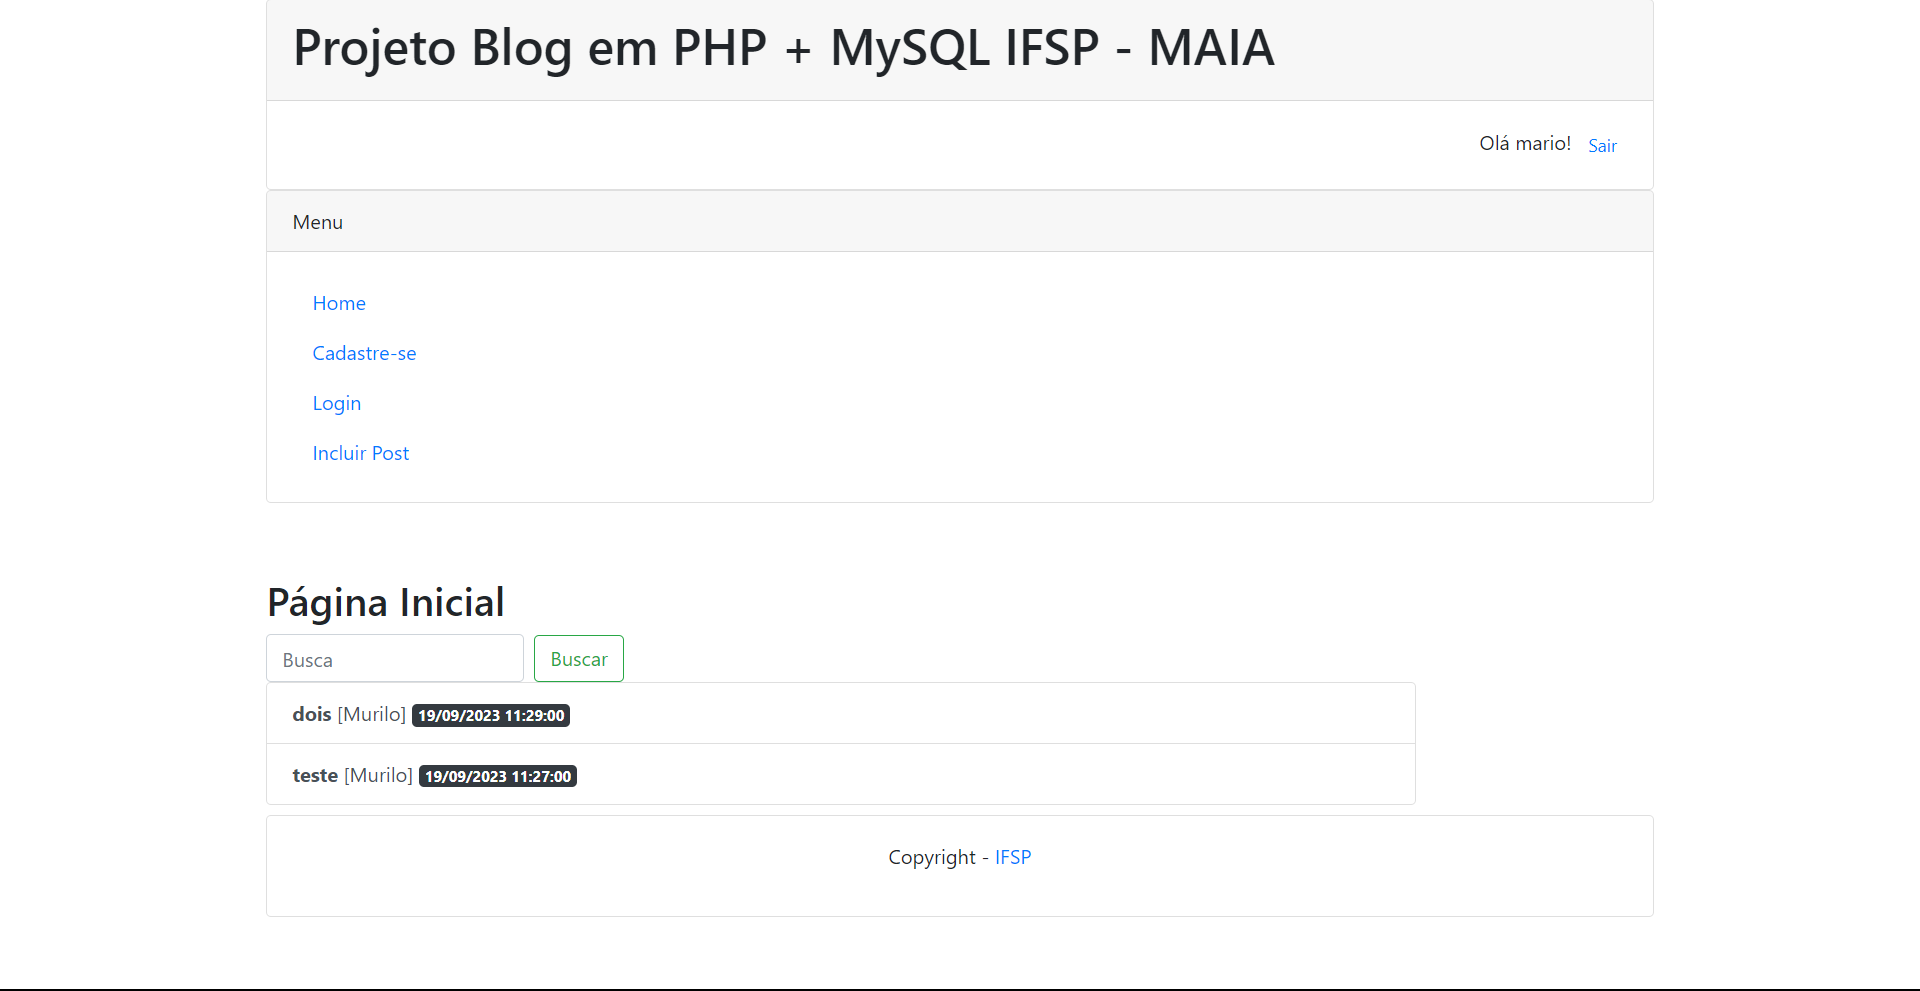 Projeto Blog em PHP + MySQL IFSP - MAIA
Olá mario! Sair
Menu
Home
Cadastre-se
Login
Incluir Post
Página Inicial
Busca Buscar
dois [Murilo] 19/09/2023 11:29:00
teste [Murilo] 19/09/2023 11:27:00
Copyright - IFSP